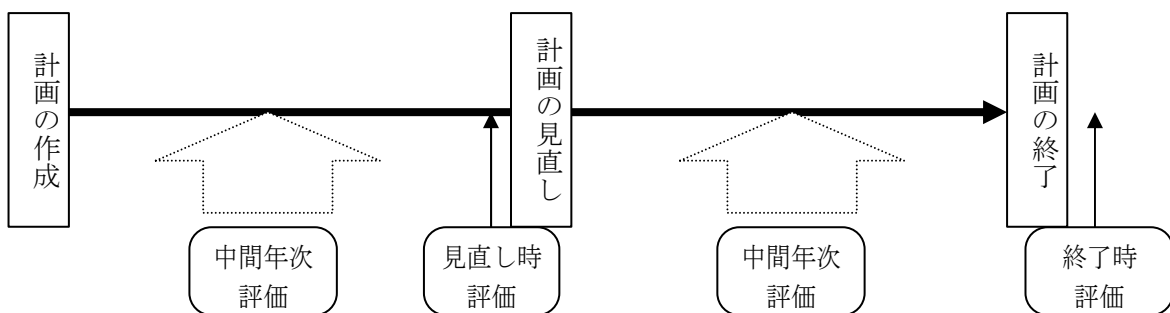 計画の作成
計画の見直し
計画の終了
中間年次
評価
見直し時
評価
中間年次
評価
終了時
評価